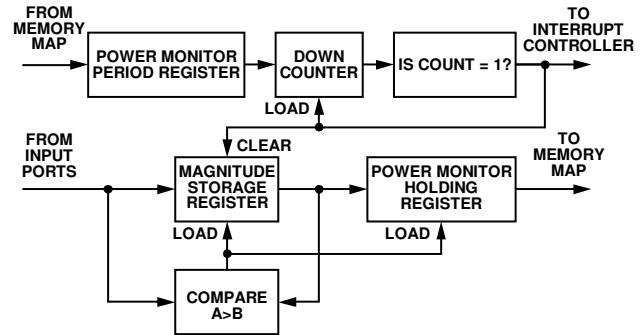 FROM
MEMORY
MAP
POWER MONITOR
PERIOD REGISTER
DOWN
COUNTER
IS COUNT = 1?
TO
INTERRUPT
CONTROLLER
LOAD
CLEAR
FROM
INPUT
PORTS
MAGNITUDE
STORAGE
REGISTER
POWER MONITOR
HOLDING
REGISTER
TO
MEMORY
MAP
LOAD
LOAD
COMPARE
A>B